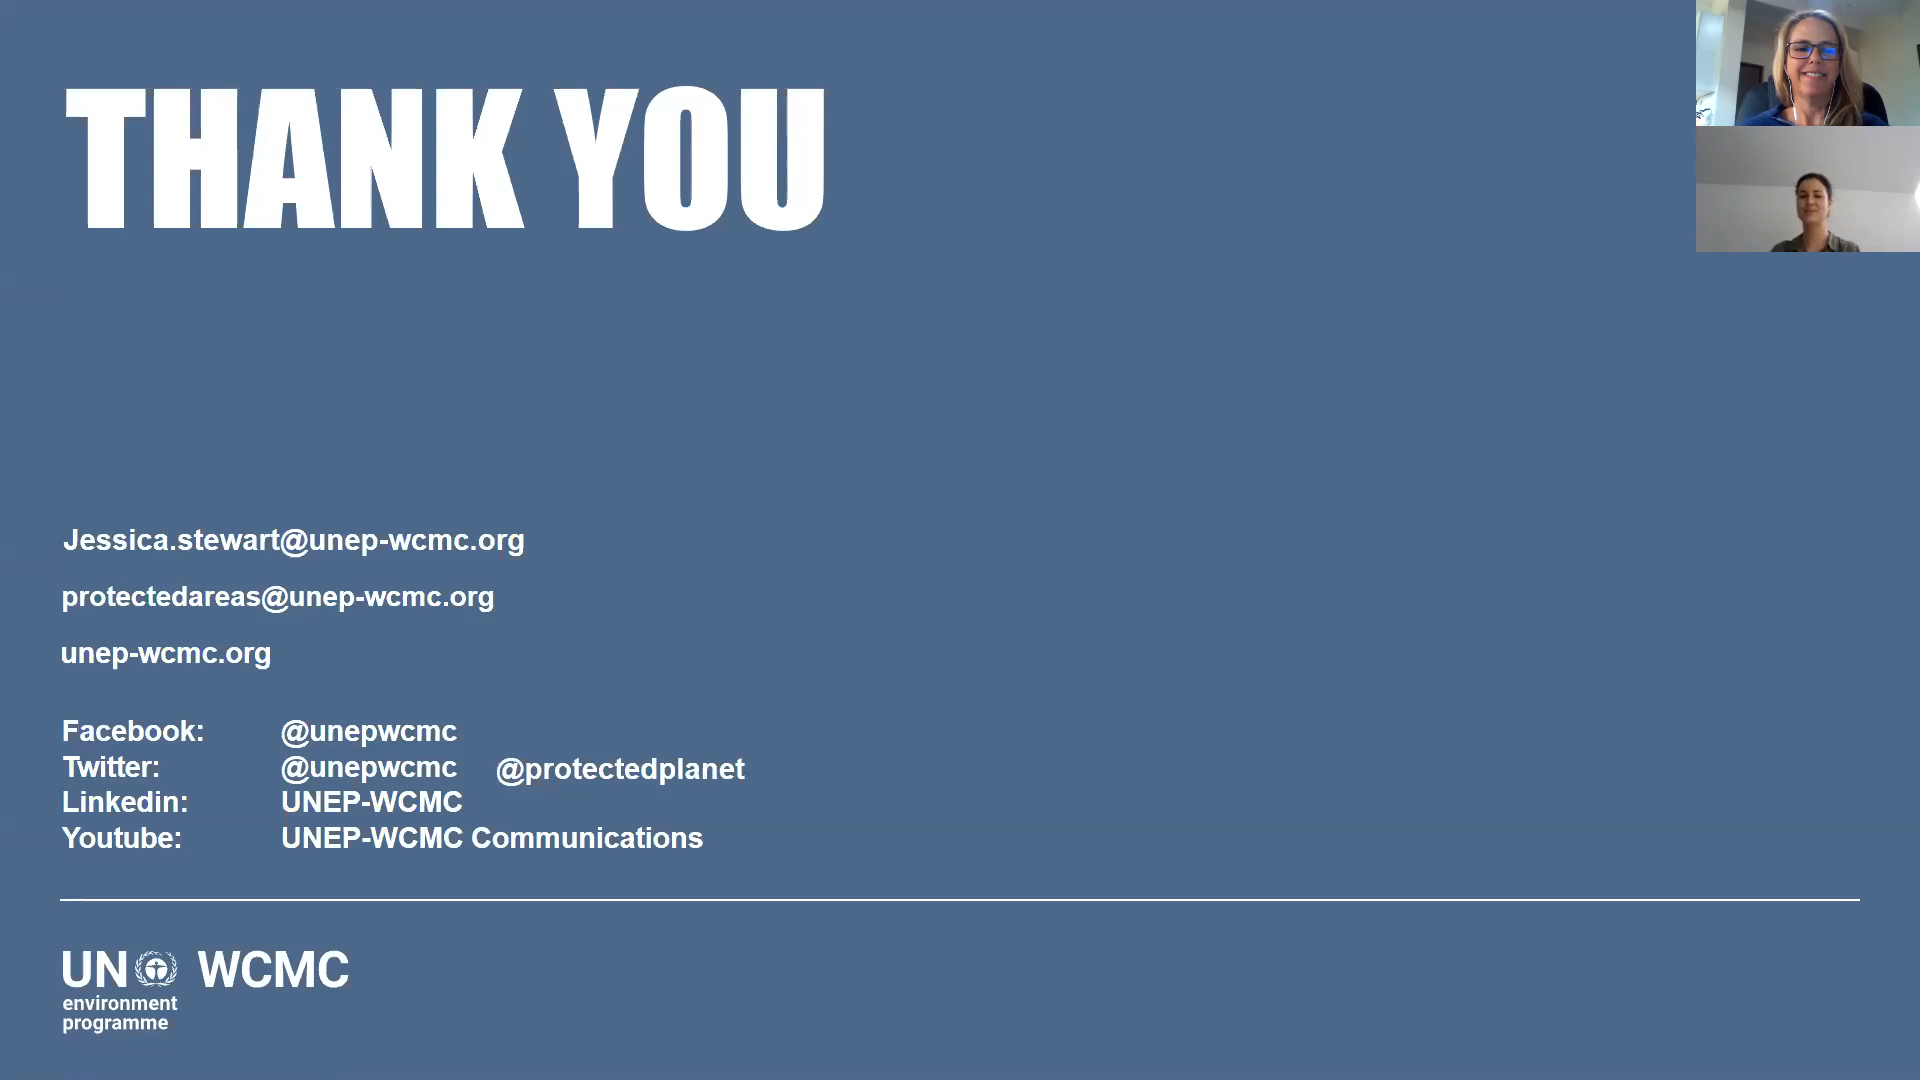 THANK YOU
Jessica.stewart@unep-wcmc.org
protectedareas@unep-wcmc.org
unep-wcmc.org
Facebook: @unepwcmc
Twitter: @unepwcmc @protectedplanet
Linkedin: UNEP-WCMC
Youtube: UNEP-WCMC Communications
UN WCMC
environment
programme